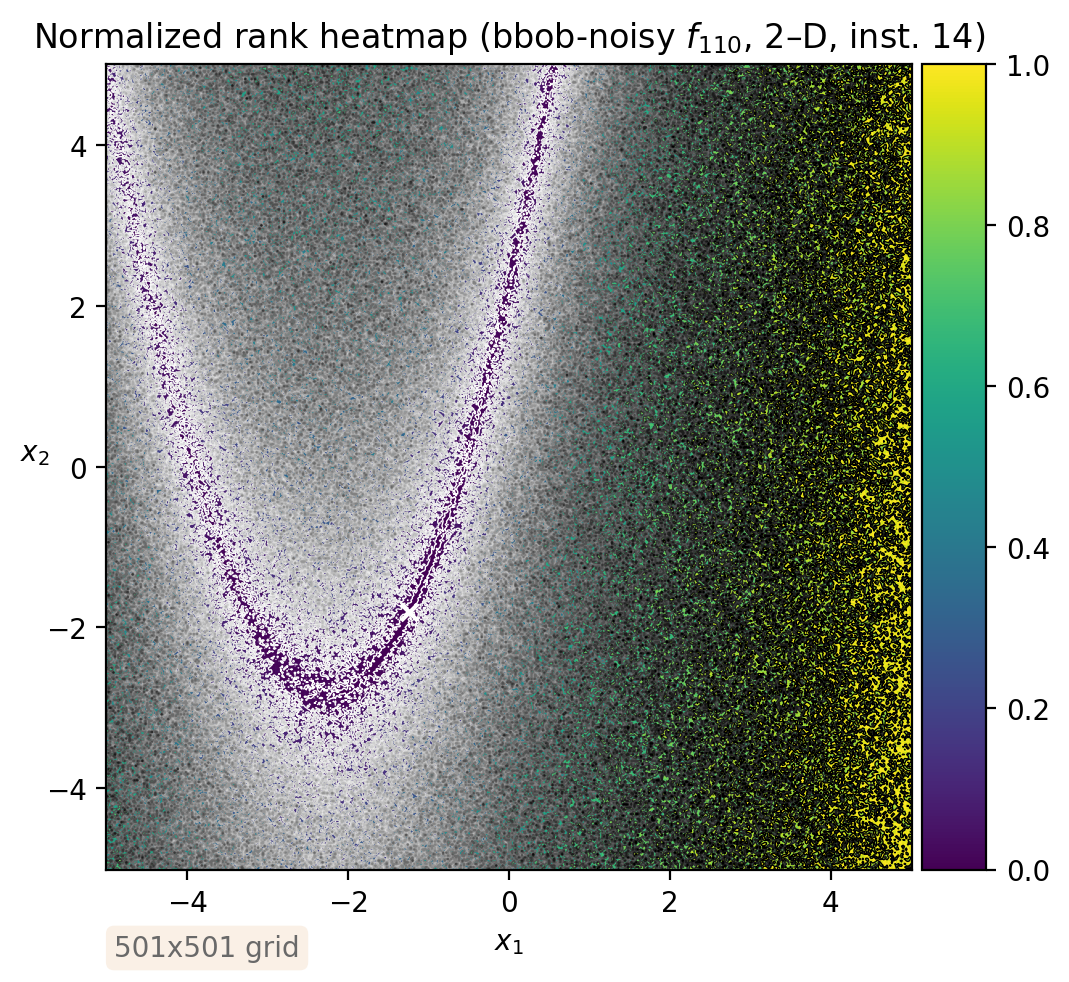 Normalized rank heatmap (bbob-noisy f₁₁₀, 2–D, inst. 14)
1.0
0.8
0.6
0.4
0.2
0.0
4
2
x₂ 0
−2
−4
−4 −2 0 2 4
x₁
501x501 grid